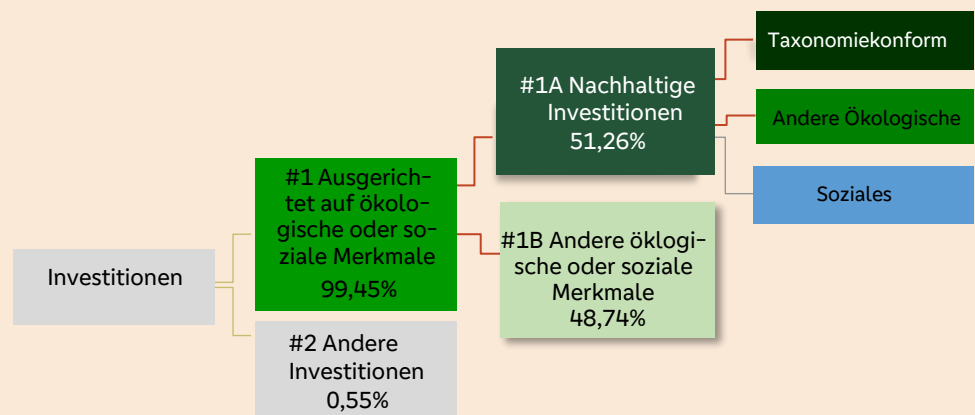 Investitionen
#1 Ausgerich-
tet auf ökolo-
gische oder so-
ziale Merkmale
99,45%
#2 Andere
Investitionen
0,55%
#1A Nachhaltige
Investitionen
51,26%
#1B Andere öklogi-
sche oder soziale
Merkmale
48,74%
Taxonomiekonform
Andere Ökologische
Soziales